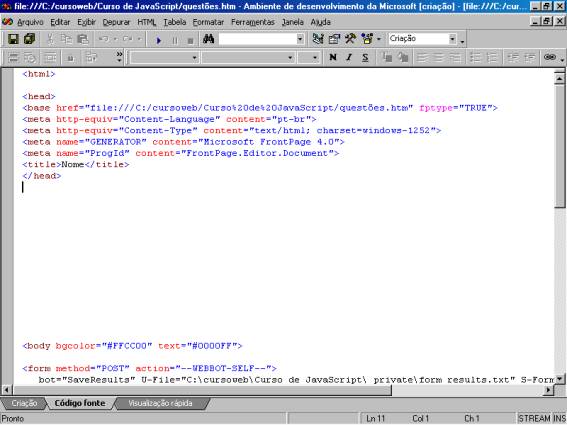 file:///C:/cursoweb/Curso de JavaScript/questões.htm - Ambiente de desenvolvimento da Microsoft [criação] - [file:///C:/cur...
Arquivo Editar Exibir Depurar HTML Tabela Formatar Ferramentas Janela Ajuda
Criação
N I S
<html>
<head>
<base href="file:///C:/cursoweb/Curso%20de%20JavaScript/questões.htm" fptype="TRUE">
<meta http-equiv="Content-Language" content="pt-br">
<meta http-equiv="Content-Type" content="text/html; charset=windows-1252">
<meta name="GENERATOR" content="Microsoft FrontPage 4.0">
<meta name="ProgId" content="FrontPage.Editor.Document">
<title>Nome</title>
</head>
<body bgcolor="#FFCC00" text="#0000FF">
<form method="POST" action="--WEBBOT-SELF-->
bot="SaveResults" U-File="C:\cursoweb\Curso de JavaScript\_private\form_results.txt" S-Form
Criação Código fonte Visualização rápida
Pronto Ln 11 Col 1 Ch 1 STREAM INS